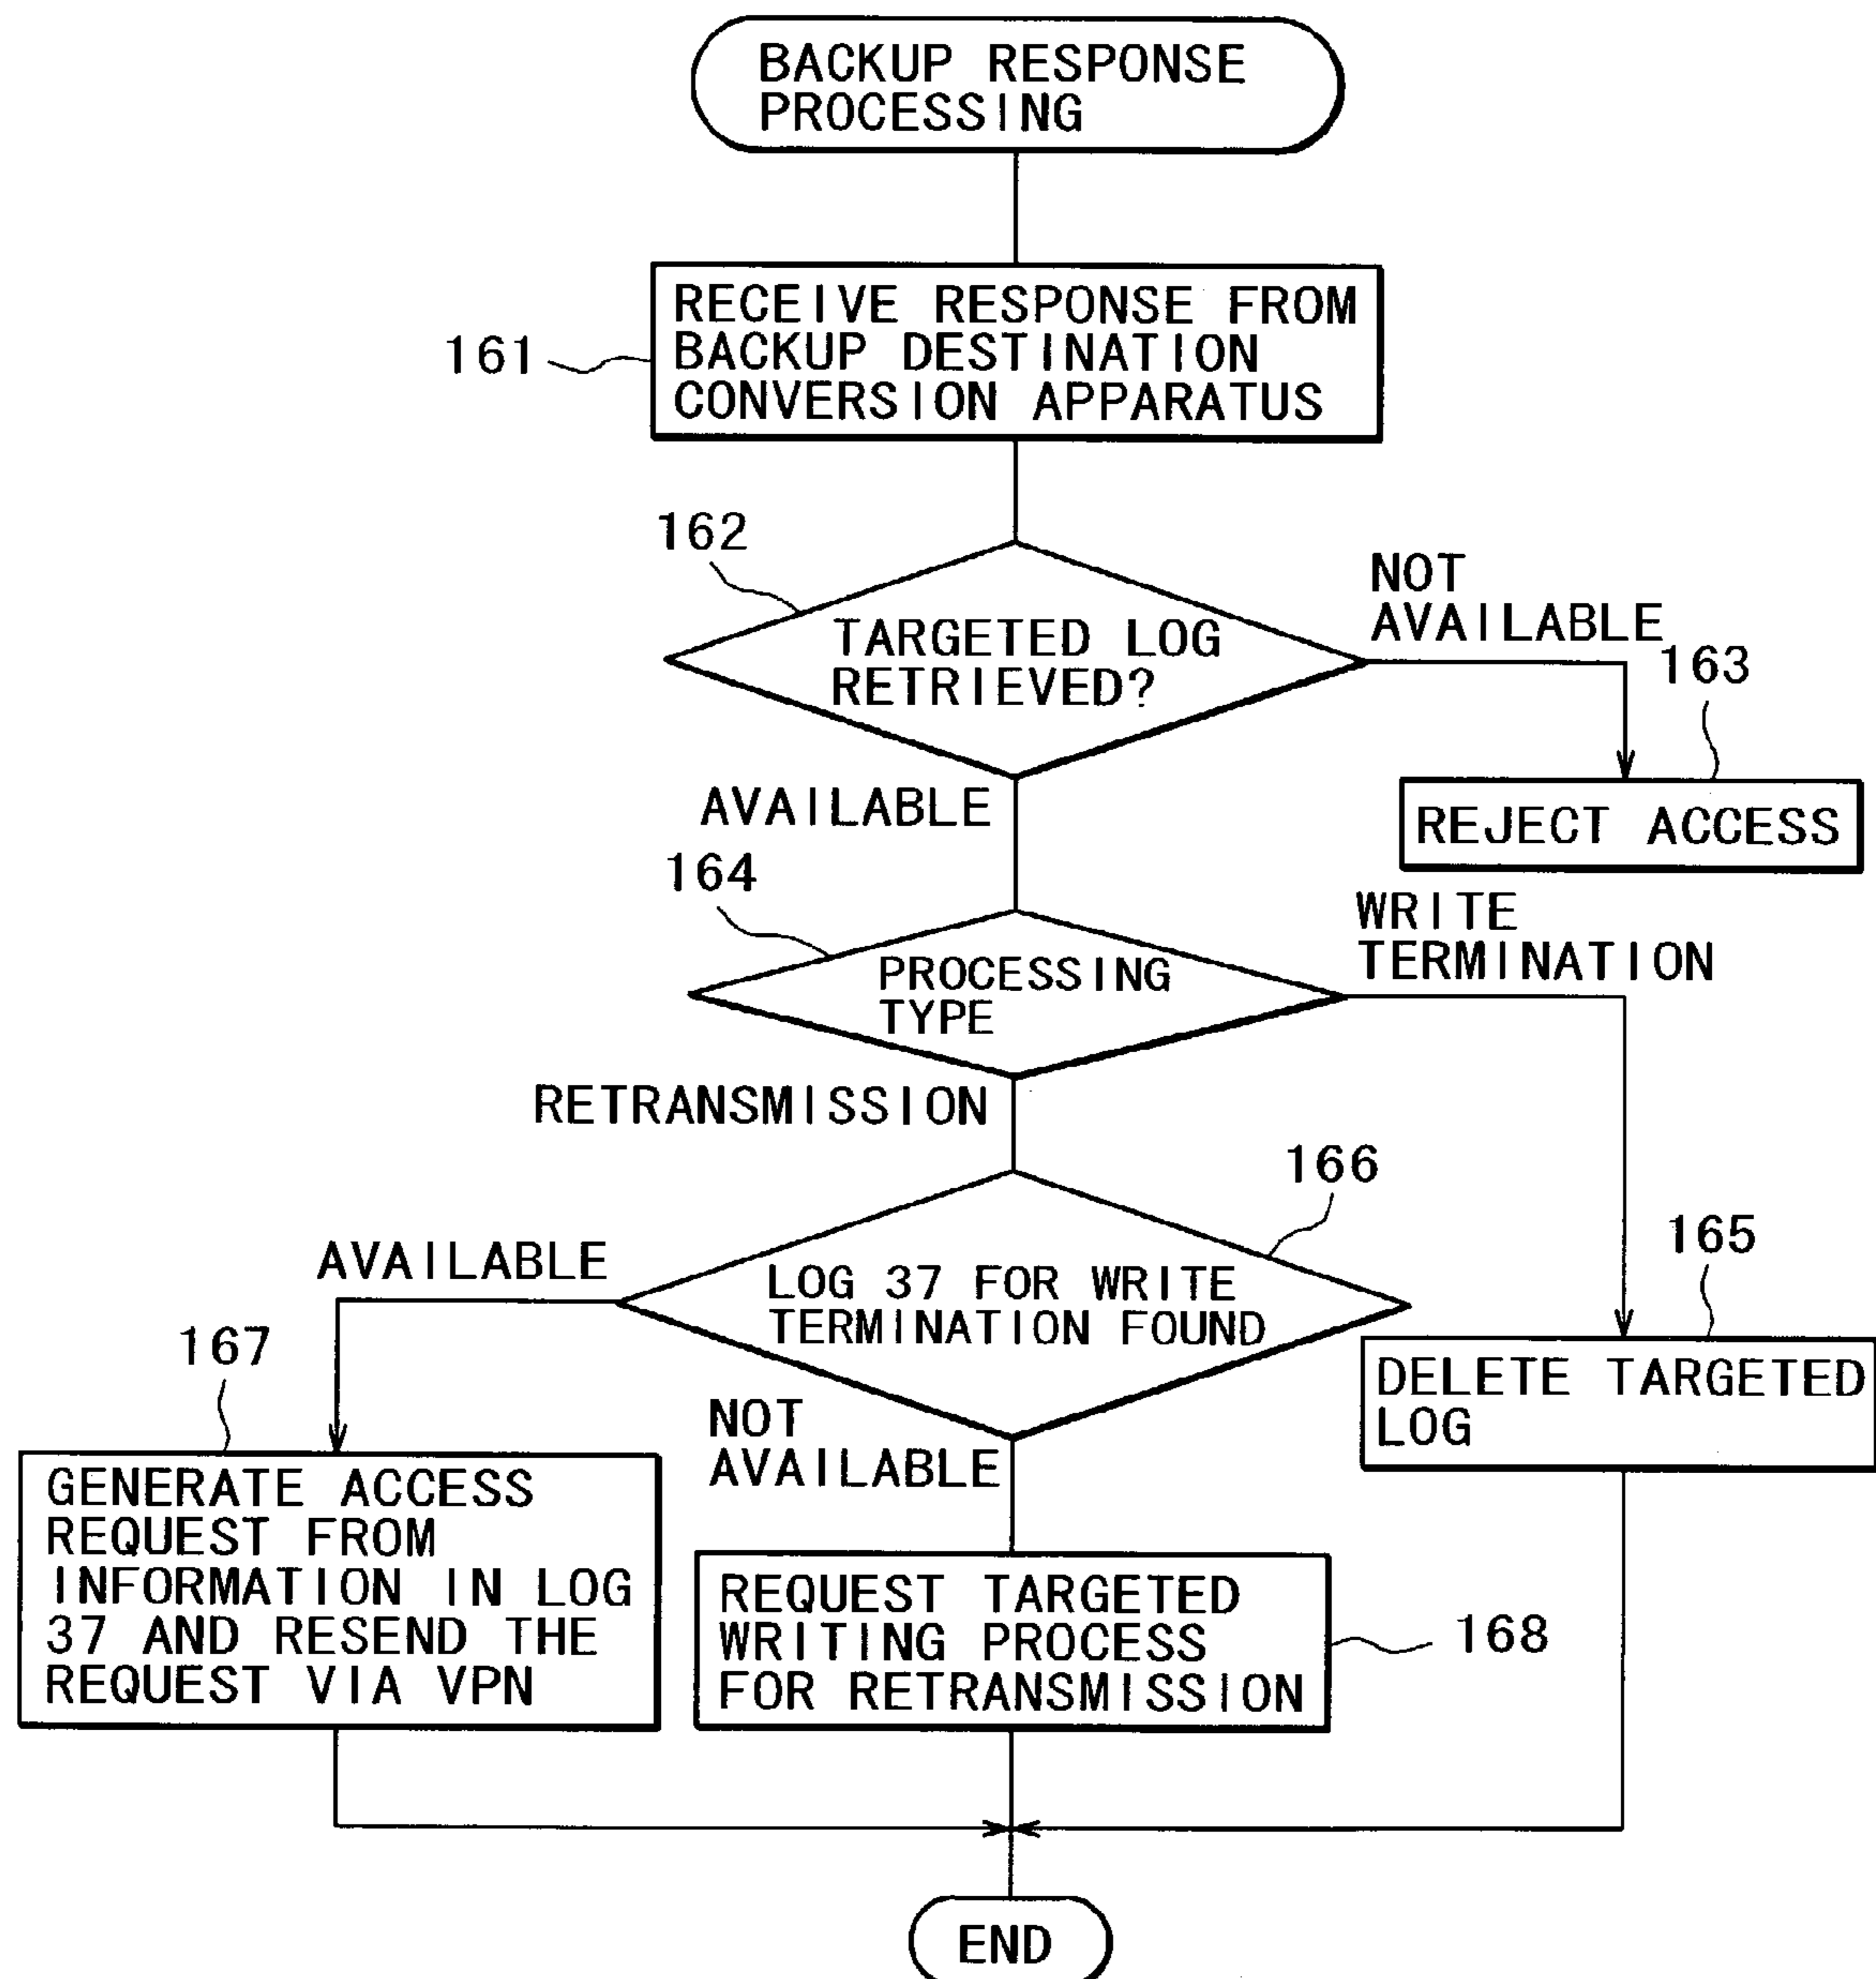 BACKUP RESPONSE
PROCESSING
161
RECEIVE RESPONSE FROM
BACKUP DESTINATION
CONVERSION APPARATUS
162
TARGETED LOG
RETRIEVED?
NOT
AVAILABLE
163
REJECT ACCESS
AVAILABLE
164
PROCESSING
TYPE
WRITE
TERMINATION
RETRANSMISSION
166
165
AVAILABLE
LOG 37 FOR WRITE
TERMINATION FOUND
167
DELETE TARGETED
LOG
NOT
AVAILABLE
GENERATE ACCESS
REQUEST FROM
INFORMATION IN LOG
37 AND RESEND THE
REQUEST VIA VPN
REQUEST TARGETED
WRITING PROCESS
FOR RETRANSMISSION
168
END